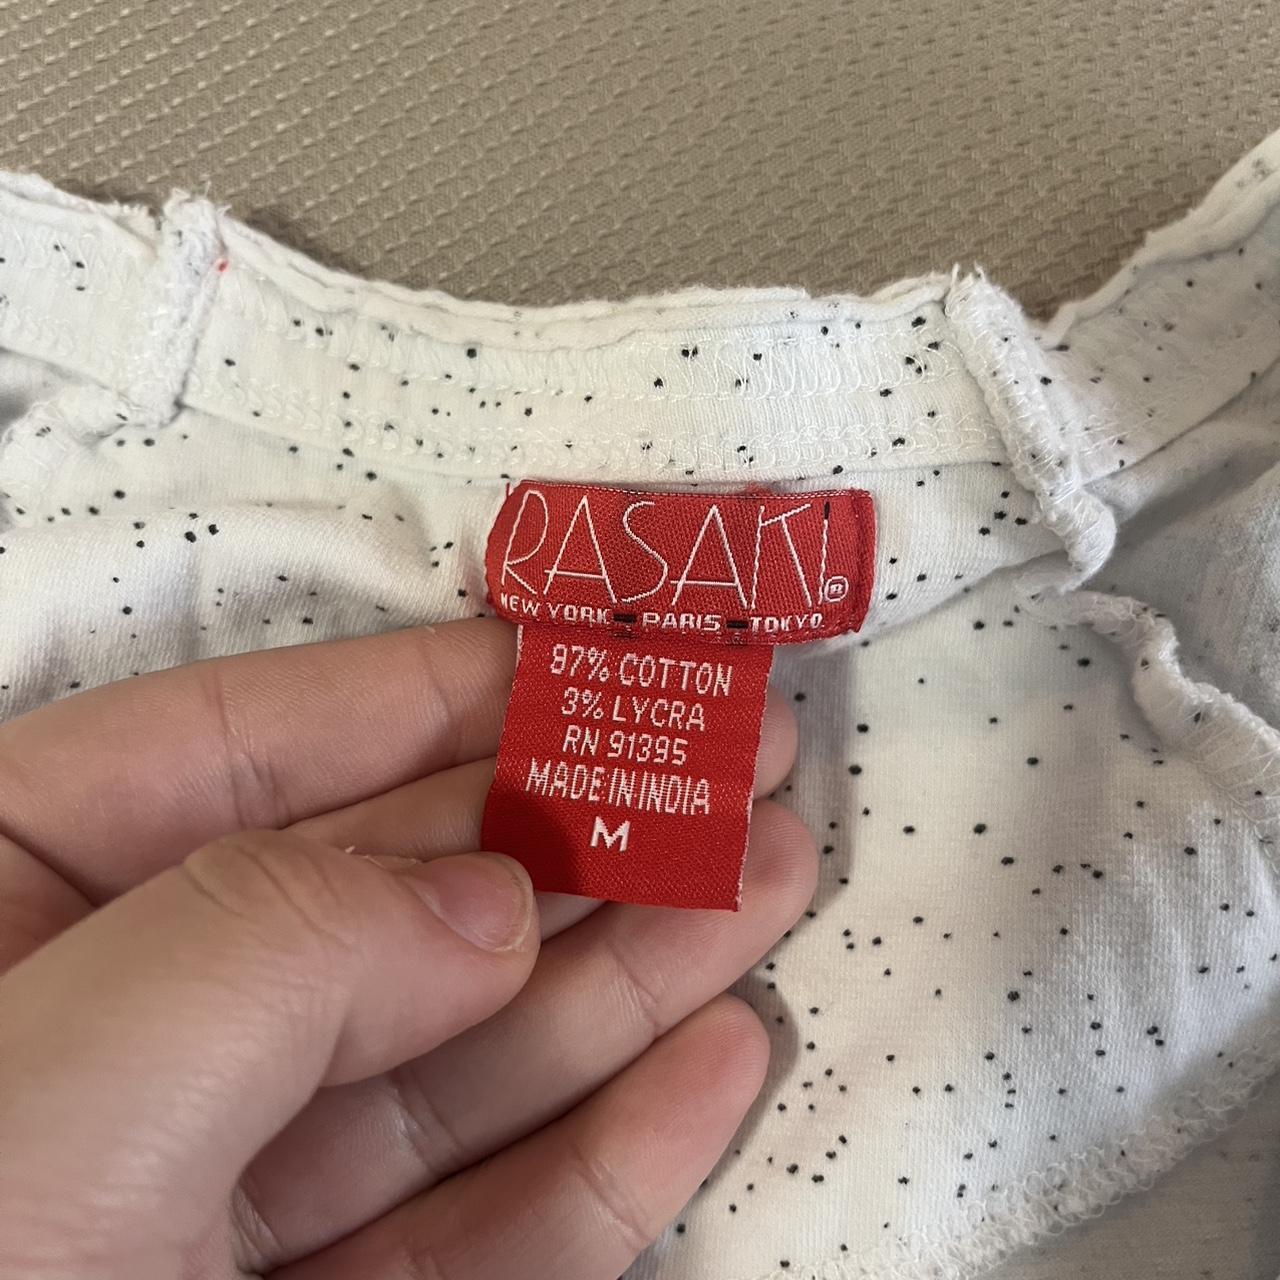 RASAKI®
NEW YORK - PARIS - TOKYO
97% COTTON
3% LYCRA
RN 91395
MADE IN INDIA
M